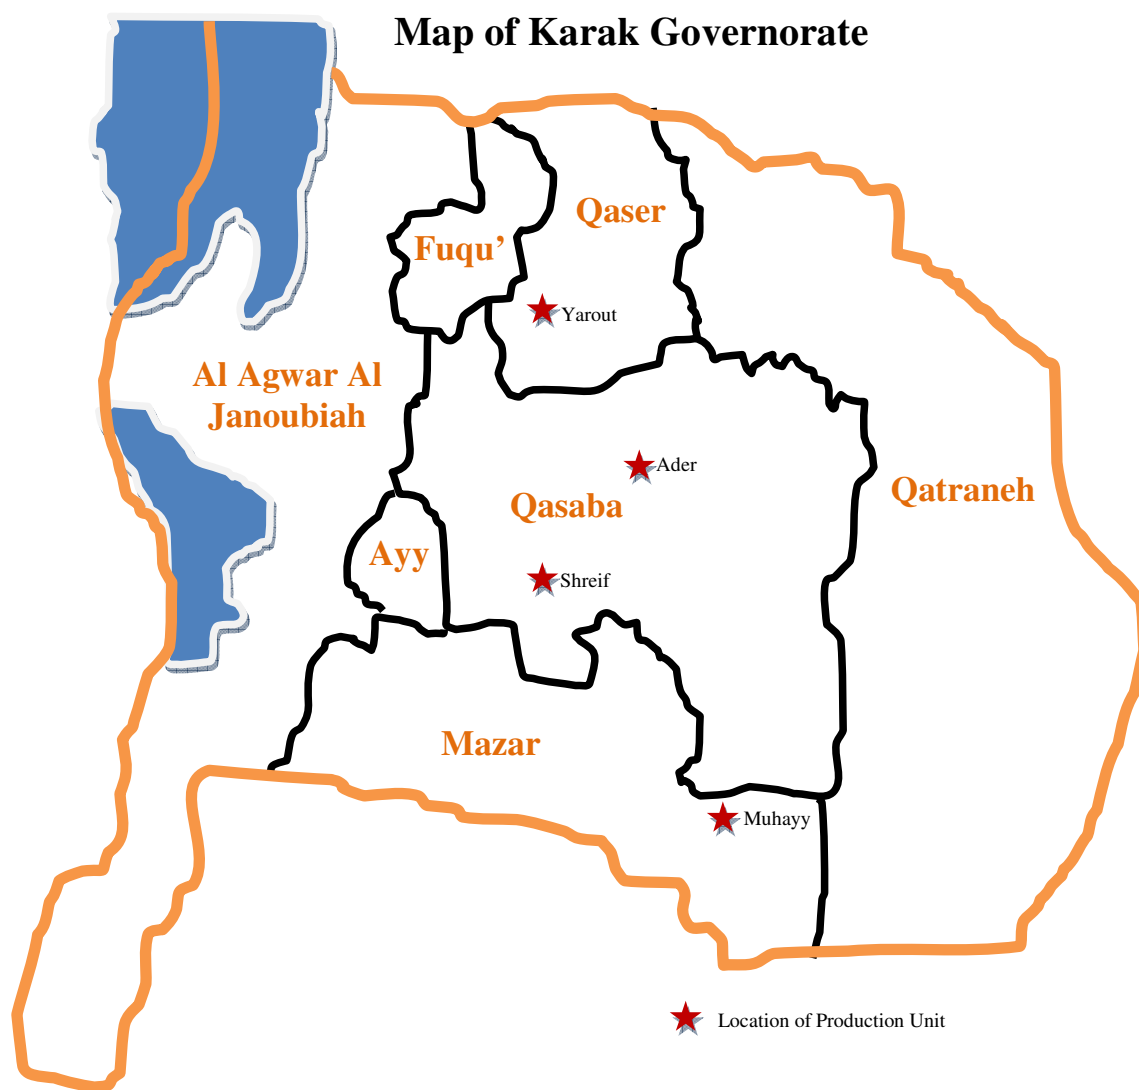 Map of Karak Governorate
Qaser
Fuqu’
Yarout
Al Agwar Al
Janoubiah
Ader
Qatraneh
Qasaba
Ayy
Shreif
Mazar
Muhayy
Location of Production Unit